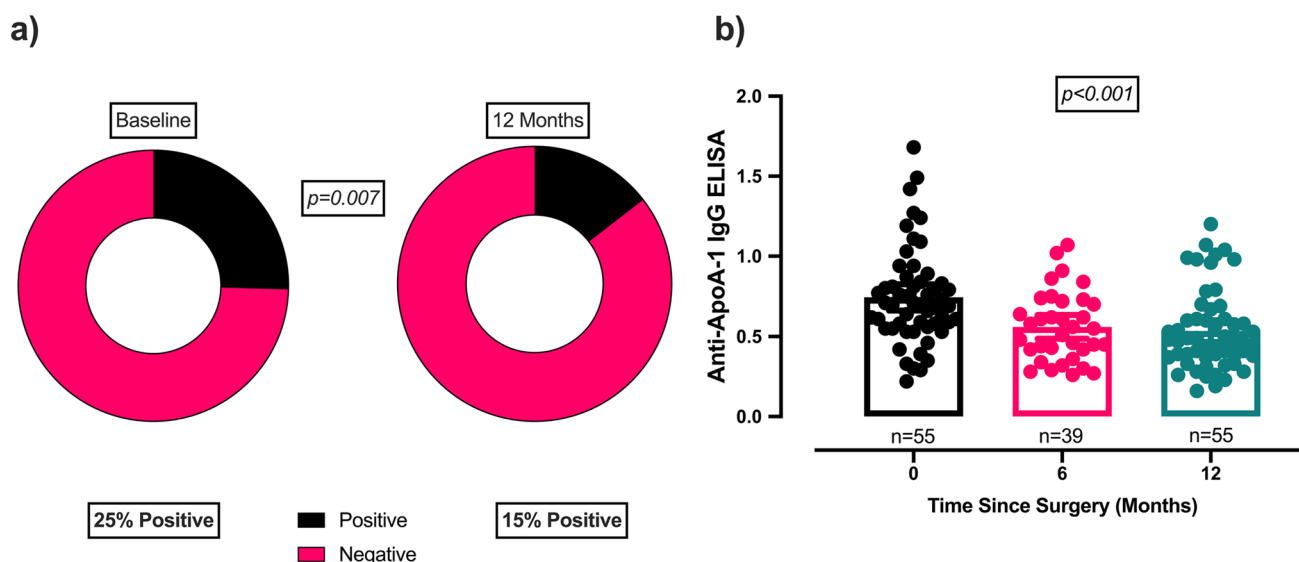 a)
Baseline
12 Months
p=0.007
25% Positive
15% Positive
Positive
Negative
b)
p<0.001
Anti-ApoA-1 IgG ELISA
2.0
1.5
1.0
0.5
0.0
n=55
n=39
n=55
0
6
12
Time Since Surgery (Months)